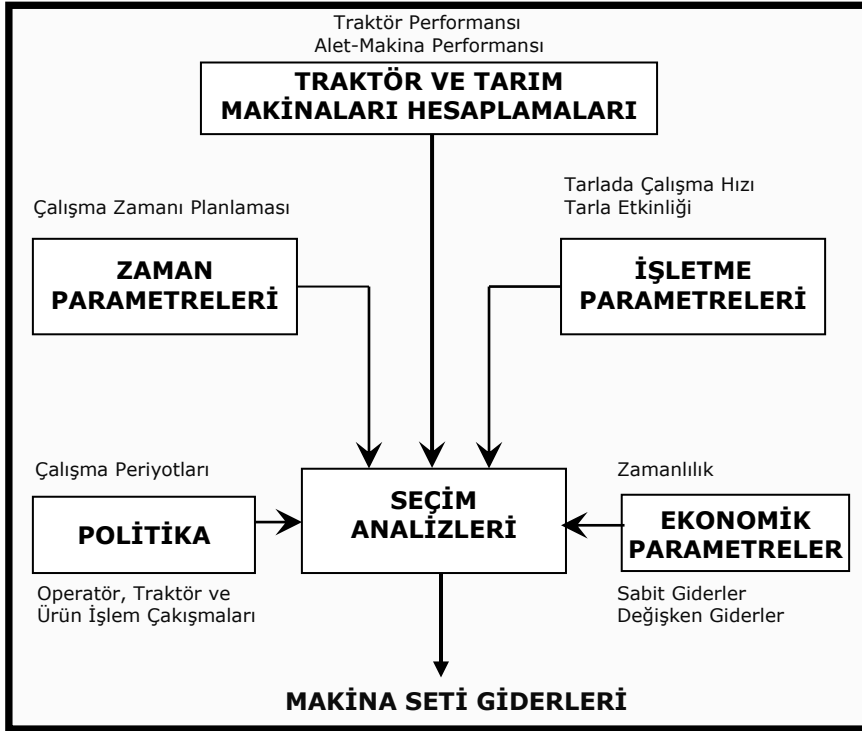 Traktör Performansı
Alet-Makina Performansı
TRAKTÖR VE TARIM
MAKİNALARI HESAPLAMALARI
Çalışma Zamanı Planlaması
ZAMAN
PARAMETRELERİ
Tarlada Çalışma Hızı
Tarla Etkinliği
İŞLETME
PARAMETRELERİ
Çalışma Periyotları
POLİTİKA
Operatör, Traktör ve
Ürün İşlem Çakışmaları
SEÇİM
ANALİZLERİ
Zamanlılık
EKONOMİK
PARAMETRELER
Sabit Giderler
Değişken Giderler
MAKİNA SETİ GİDERLERİ